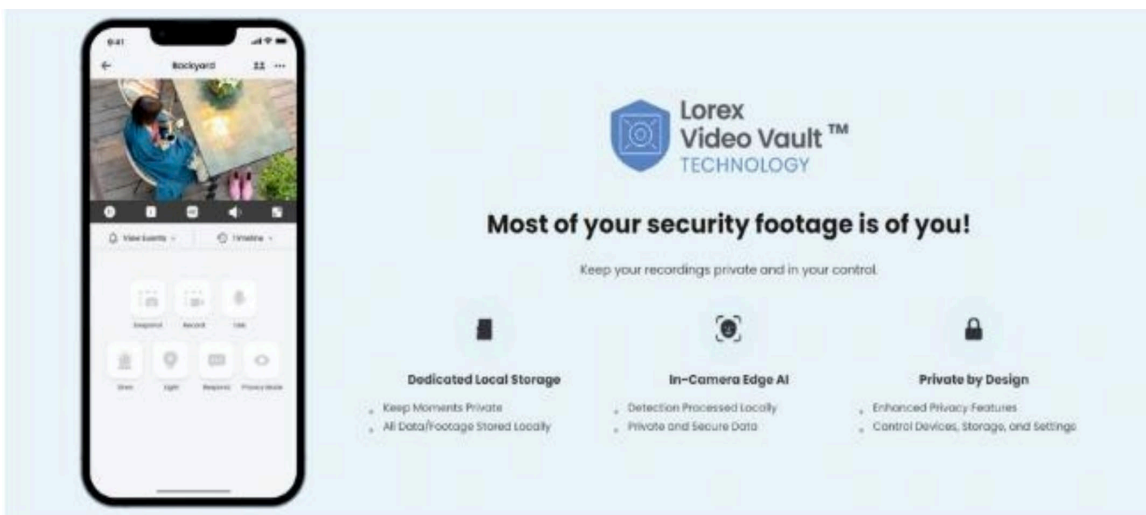 9:41
Backyard
View Events
Timeline
Snapshot Record Talk
Siren Light Respond Privacy Mode
Lorex
Video Vault ™
TECHNOLOGY
Most of your security footage is of you!
Keep your recordings private and in your control.
Dedicated Local Storage
Keep Moments Private
All Data/Footage Stored Locally
In-Camera Edge AI
Detection Processed Locally
Private and Secure Data
Private by Design
Enhanced Privacy Features
Control Devices, Storage, and Settings